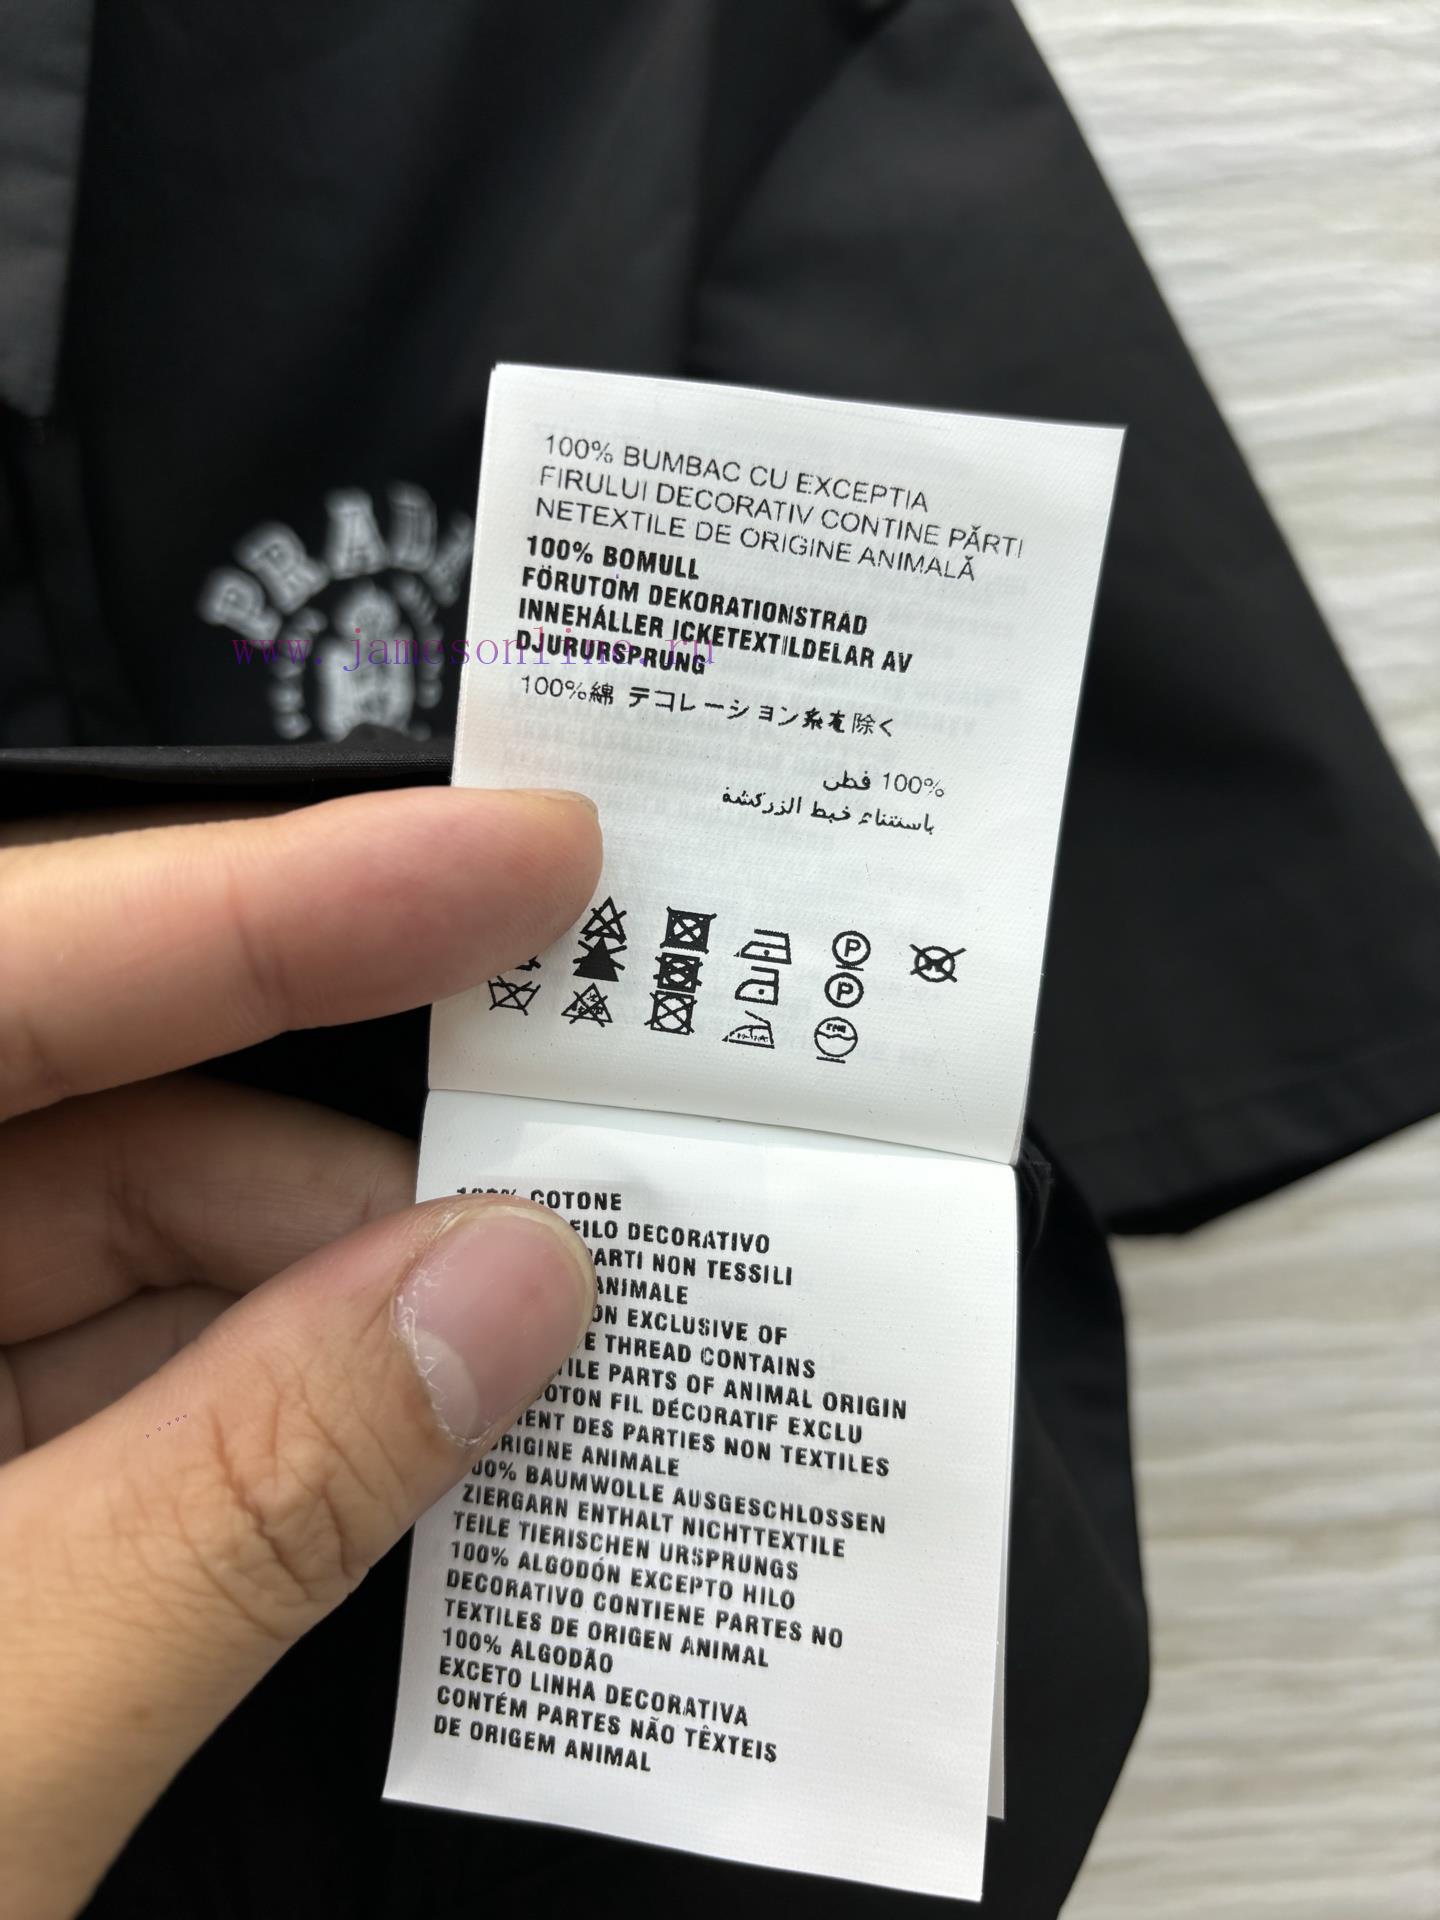 PRADA
100% BUMBAC CU EXCEPTIA
FIRULUI DECORATIV CONTINE PĂRTI
NETEXTILE DE ORIGINE ANIMALĂ
100% BOMULL
FÖRUTOM DEKORATIONSTRÅD
INNEHÁLLER ICKETEXTILDELAR AV
DJURURSPRUNG
www.jamesonline.ru
100%綿 デコレーション糸を除く
100% قطن
باستثناء خيط الزركشة
P
P
COTONE
FILO DECORATIVO
PARTI NON TESSILI
ANIMALE
EXCLUSIVE OF
THREAD CONTAINS
PARTS OF ANIMAL ORIGIN
COTON FIL DÉCORATIF EXCLU
DES PARTIES NON TEXTILES
ORIGINE ANIMALE
100% BAUMWOLLE AUSGESCHLOSSEN
ZIERGARN ENTHALT NICHTTEXTILE
TEILE TIERISCHEN URSPRUNGS
100% ALGODÓN EXCEPTO HILO
DECORATIVO CONTIENE PARTES NO
TEXTILES DE ORIGEN ANIMAL
100% ALGODÃO
EXCETO LINHA DECORATIVA
CONTÉM PARTES NÃO TÊXTEIS
DE ORIGEM ANIMAL